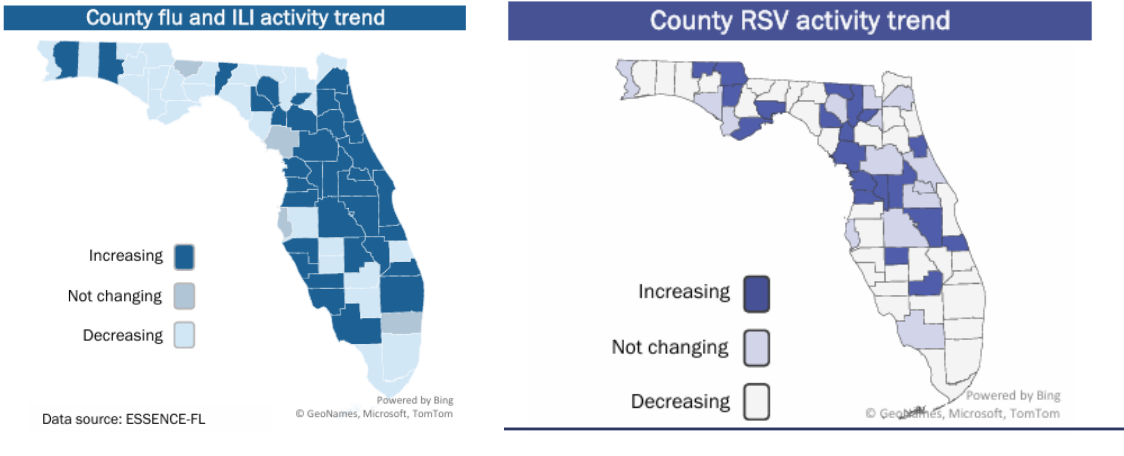 County flu and ILI activity trend
Increasing
Not changing
Decreasing
Powered by Bing
© GeoNames, Microsoft, TomTom
Data source: ESSENCE-FL
County RSV activity trend
Increasing
Not changing
Decreasing
Powered by Bing
© GeoNames, Microsoft, TomTom